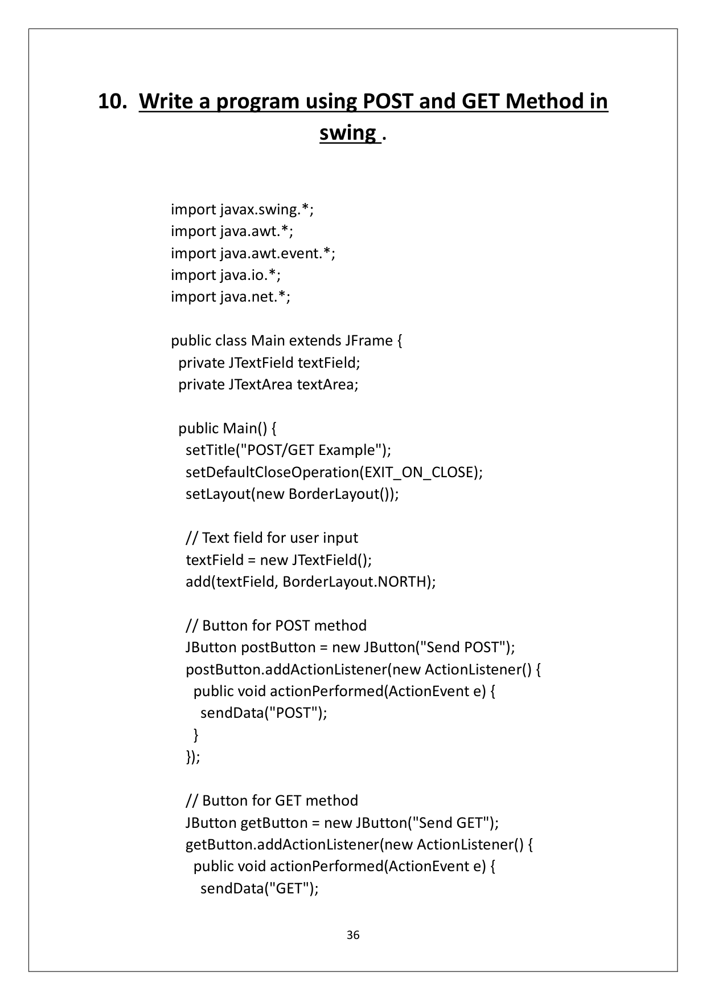 10. Write a program using POST and GET Method in
swing .
import javax.swing.*;
import java.awt.*;
import java.awt.event.*;
import java.io.*;
import java.net.*;
public class Main extends JFrame {
private JTextField textField;
private JTextArea textArea;
public Main() {
setTitle("POST/GET Example");
setDefaultCloseOperation(EXIT_ON_CLOSE);
setLayout(new BorderLayout());
// Text field for user input
textField = new JTextField();
add(textField, BorderLayout.NORTH);
// Button for POST method
JButton postButton = new JButton("Send POST");
postButton.addActionListener(new ActionListener() {
public void actionPerformed(ActionEvent e) {
sendData("POST");
}
});
// Button for GET method
JButton getButton = new JButton("Send GET");
getButton.addActionListener(new ActionListener() {
public void actionPerformed(ActionEvent e) {
sendData("GET");
36